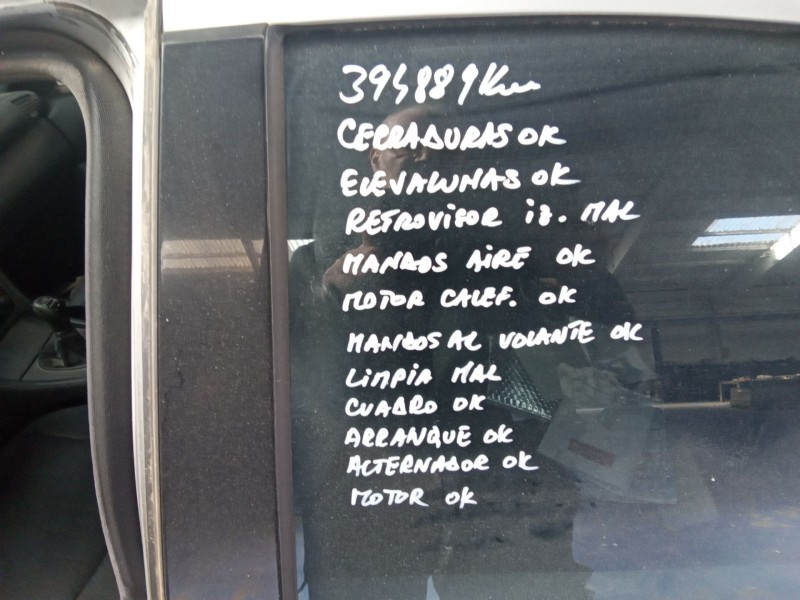 394889 Km
CERRADURAS OK
ELEVALUNAS OK
RETROVISOR iz. MAL
MANDOS AIRE OK
MOTOR CALEF. OK
MANDOS AL VOLANTE OK
LIMPIA MAL
CUADRO OK
ARRANQUE OK
ALTERNADOR OK
MOTOR OK